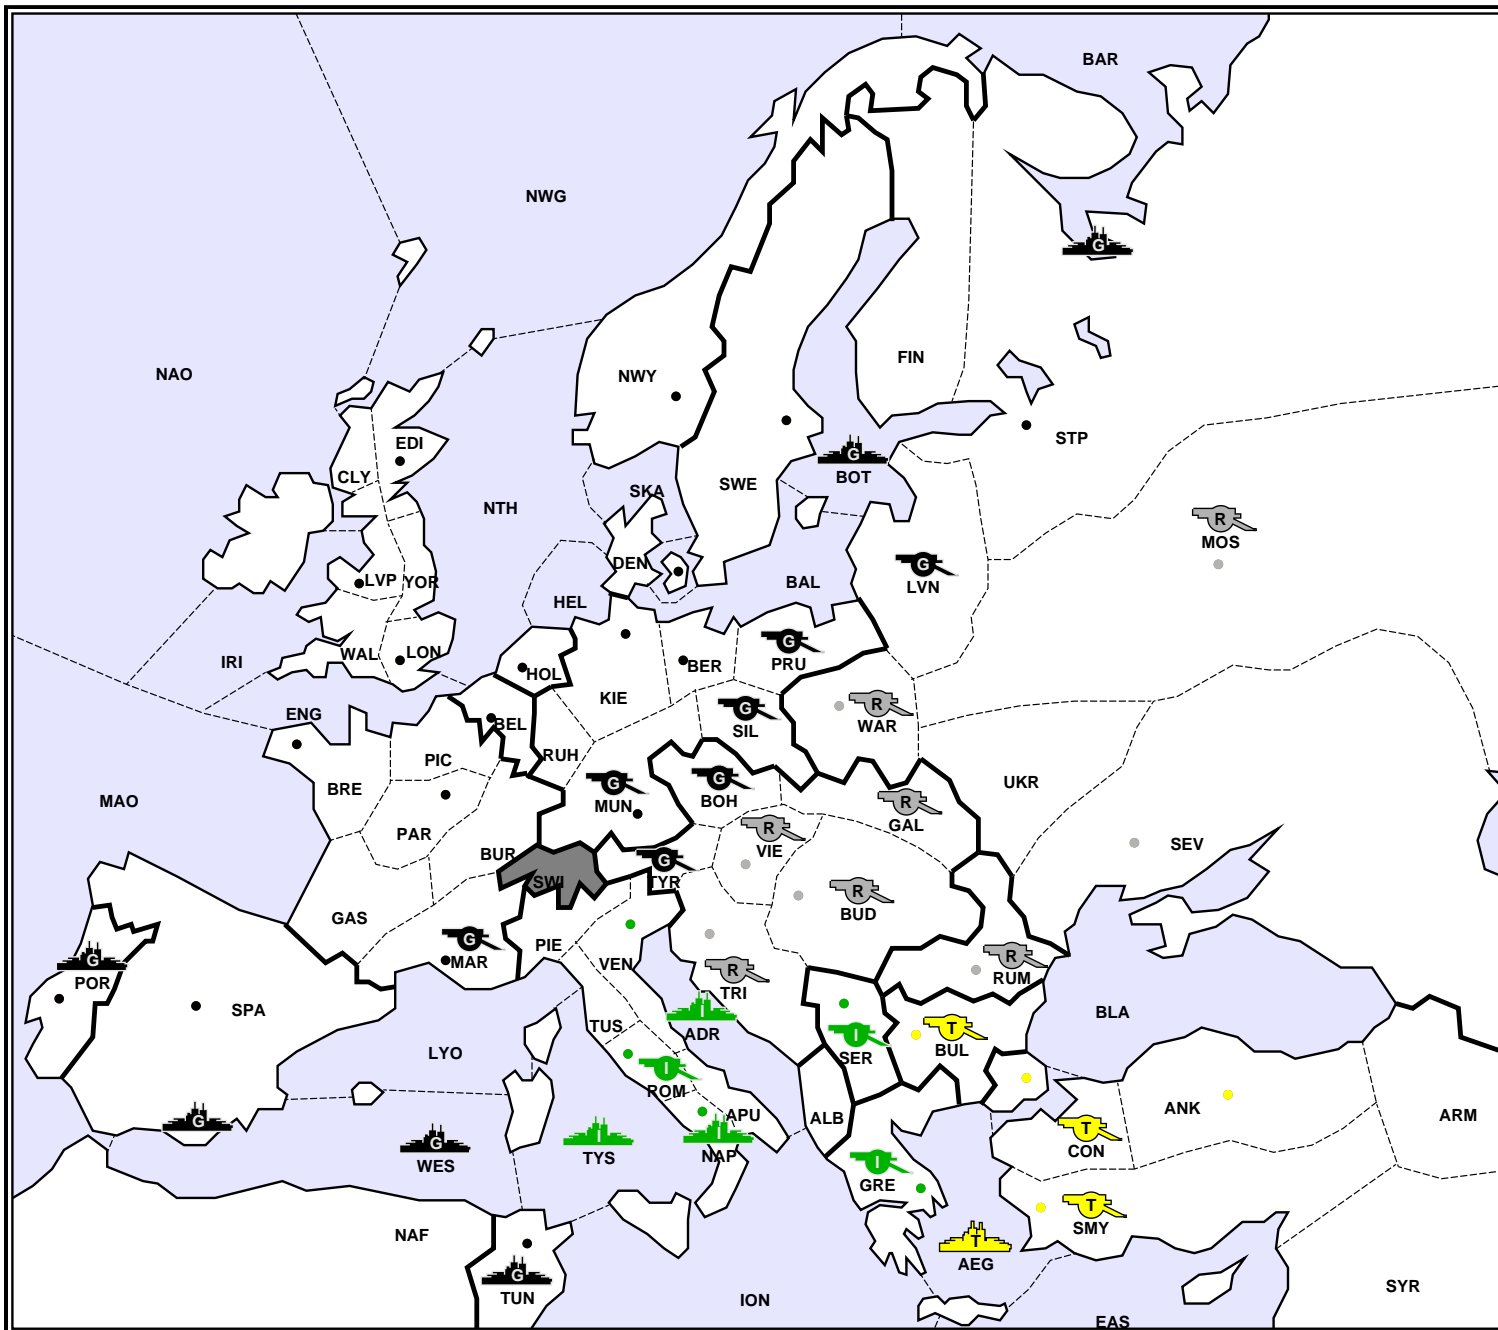 BAR
NWG
G
NAO
NWY
FIN
STP
EDI
CLY
SKA
SWE
G
BOT
NTH
R
MOS
DEN
G
LVN
LVP
YOR
HEL
BAL
IRI
WAL
LON
HOL
G
PRU
BER
KIE
ENG
BEL
G
SIL
R
WAR
RUH
PIC
BRE
G
MUN
G
BOH
R
GAL
UKR
MAO
PAR
R
VIE
SEV
BUR
SWI
G
TYR
R
BUD
GAS
G
MAR
PIE
VEN
R
TRI
R
RUM
G
POR
SPA
LYO
TUS
I
ADR
I
SER
T
BUL
BLA
I
ROM
APU
ALB
ANK
ARM
G
G
WES
I
TYS
I
NAP
T
CON
I
GRE
T
SMY
NAF
T
AEG
G
TUN
ION
SYR
EAS